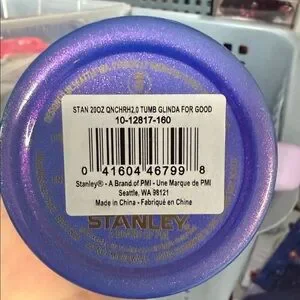 STAN 20OZ QNCHRH2.0 TUMB GLINDA FOR GOOD
10-12817-160
0 41604 46799 8
Stanley® - A Brand of PMI - Une Marque de PMI
Seattle, WA 98121
Made in China - Fabriqué en Chine
STANLEY